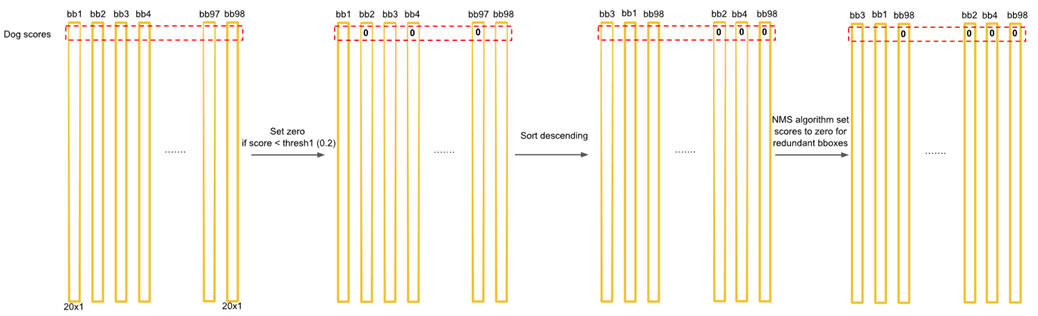 bb1 bb2 bb3 bb4 bb97 bb98
bb1 bb2 bb3 bb4 bb97 bb98
bb3 bb1 bb98 bb2 bb4 bb98
bb3 bb1 bb98 bb2 bb4 bb98
Dog scores
0 0 0
0 0 0
0 0 0 0
Set zero
if score < thresh1 (0.2)
Sort descending
NMS algorithm set
scores to zero for
redundant bboxes
.......
.......
.......
.......
20x1 20x1